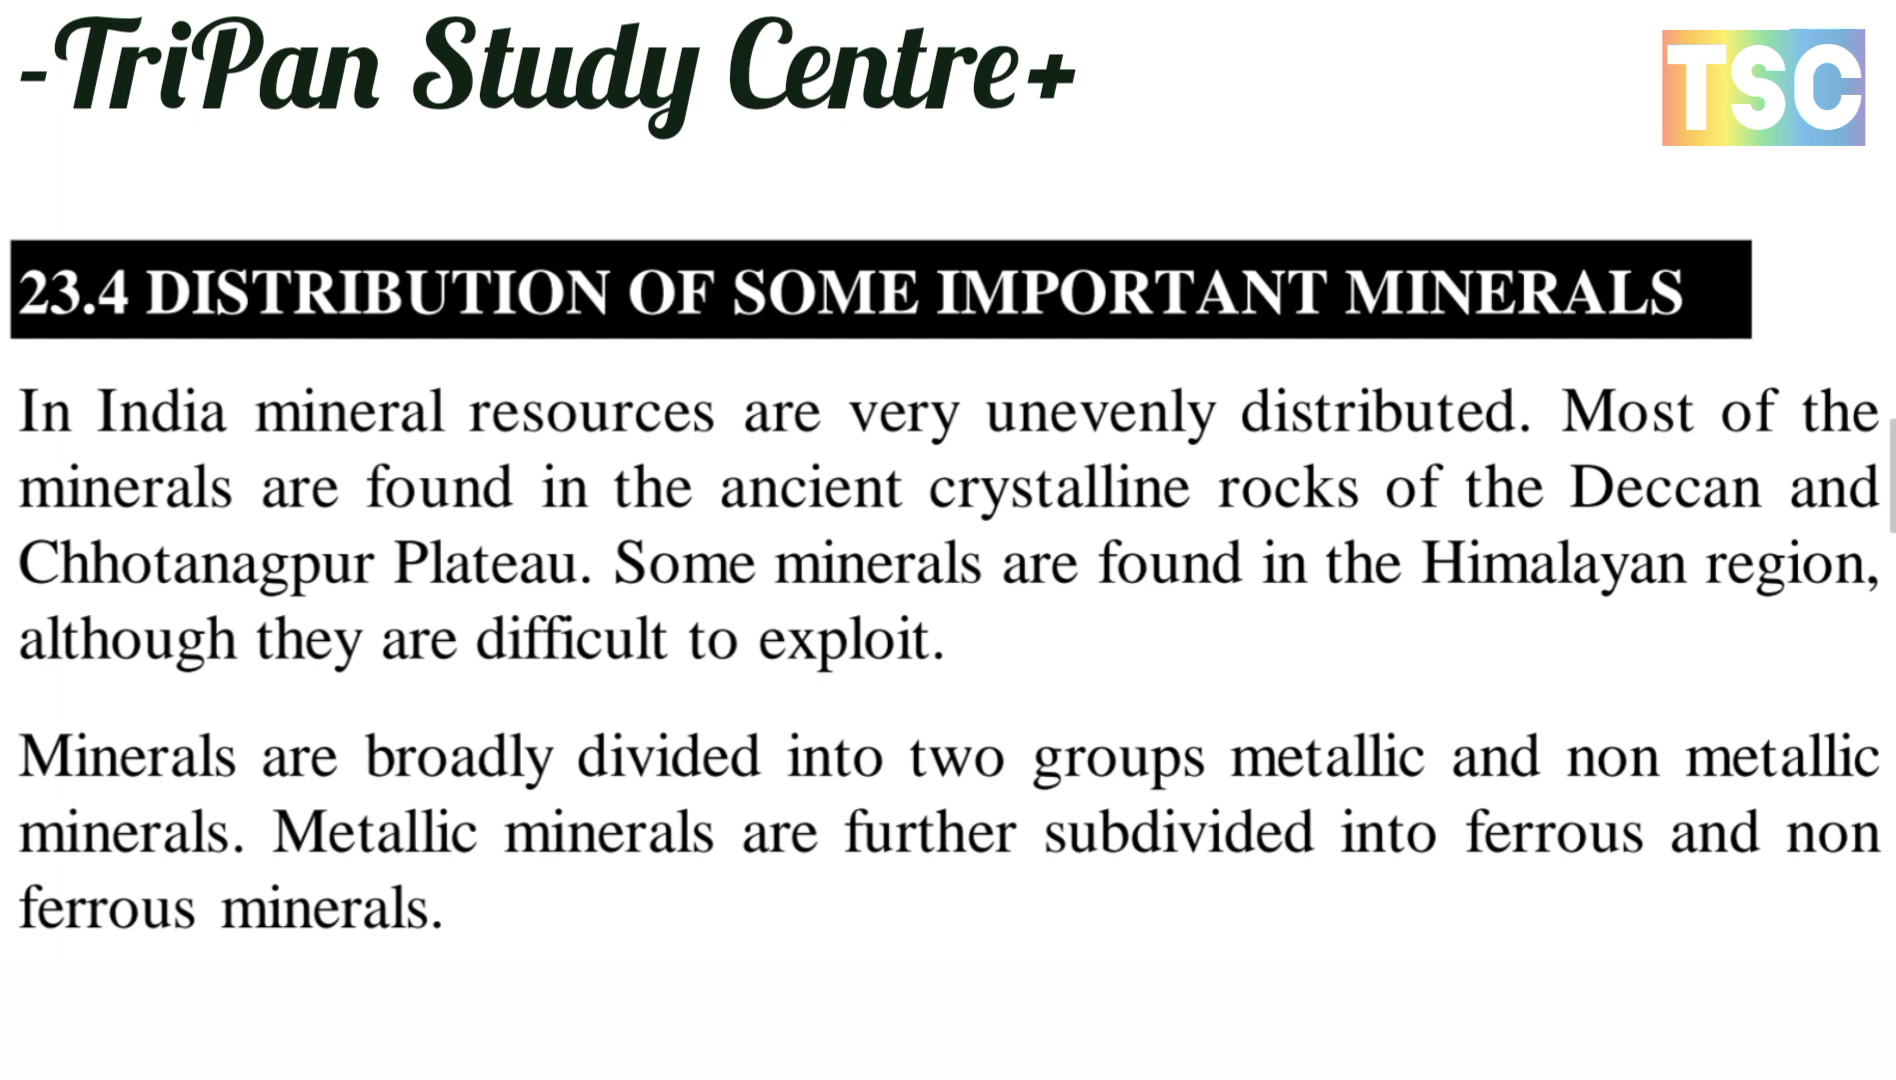 -TriPan Study Centre+
TSC
23.4 DISTRIBUTION OF SOME IMPORTANT MINERALS
In India mineral resources are very unevenly distributed. Most of the
minerals are found in the ancient crystalline rocks of the Deccan and
Chhotanagpur Plateau. Some minerals are found in the Himalayan region,
although they are difficult to exploit.
Minerals are broadly divided into two groups metallic and non metallic
minerals. Metallic minerals are further subdivided into ferrous and non
ferrous minerals.